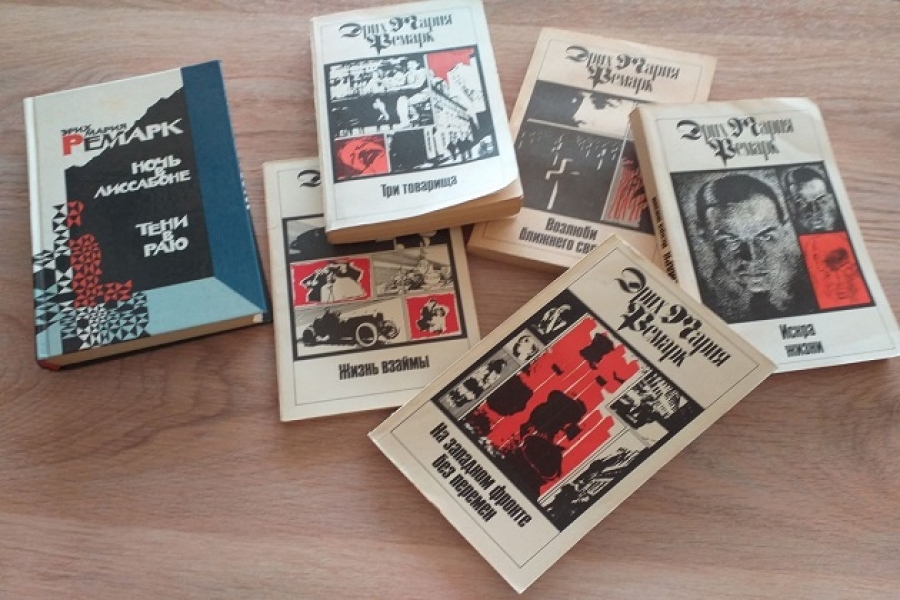 ЭРИХ
МАРИЯ
РЕМАРК
НОЧЬ
В
ЛИССАБОНЕ
ТЕНИ
В
РАЮ
Эрих Мария
Ремарк
Три товарища
Жизнь взаймы
Эрих Мария
Ремарк
Возлюби
ближнего
Эрих Мария
Ремарк
Искра
жизни
Эрих Мария
Ремарк
На западном фронте
без перемен